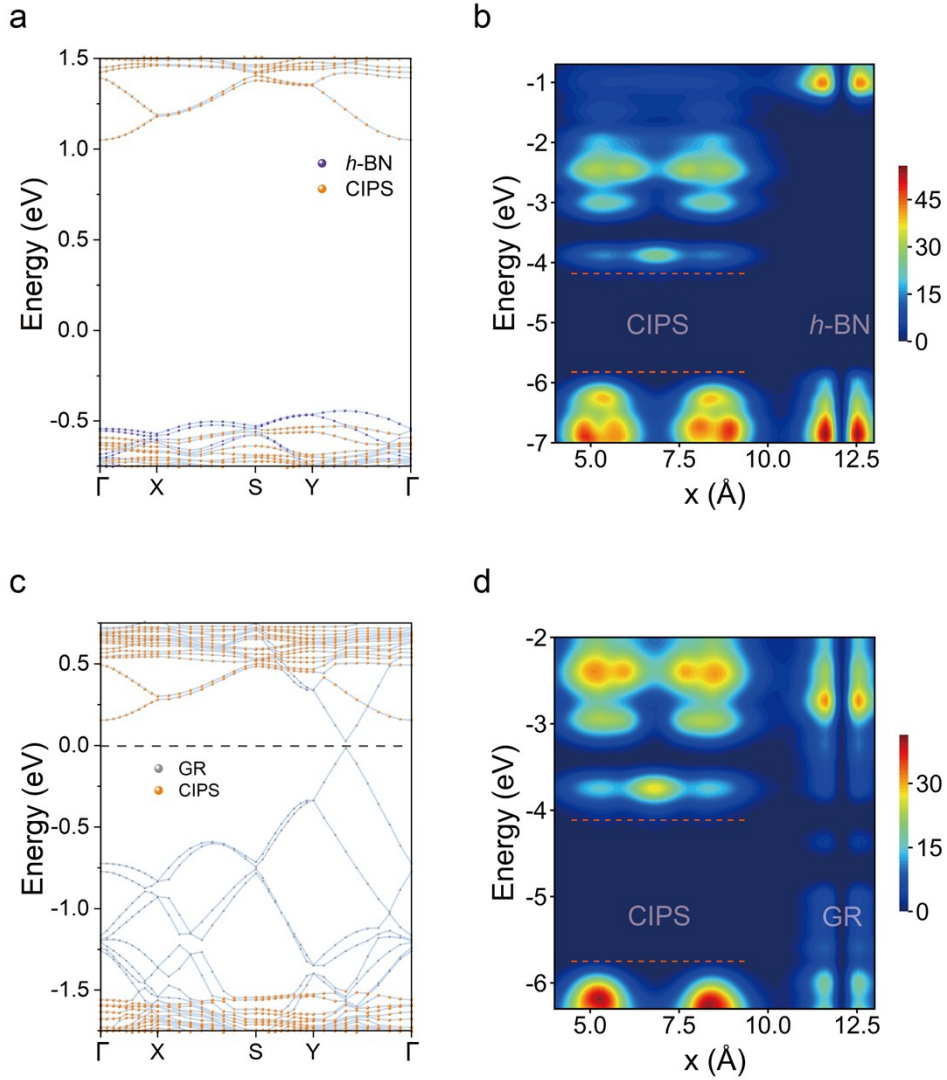 a
1.5
1.0
0.5
0.0
-0.5
Energy (eV)
h-BN
CIPS
Γ X S Y Γ
b
-1
-2
-3
-4
-5
-6
-7
Energy (eV)
CIPS
h-BN
5.0 7.5 10.0 12.5
x (Å)
45
30
15
0
c
0.5
0.0
-0.5
-1.0
-1.5
Energy (eV)
GR
CIPS
Γ X S Y Γ
d
-2
-3
-4
-5
-6
Energy (eV)
CIPS
GR
5.0 7.5 10.0 12.5
x (Å)
30
15
0